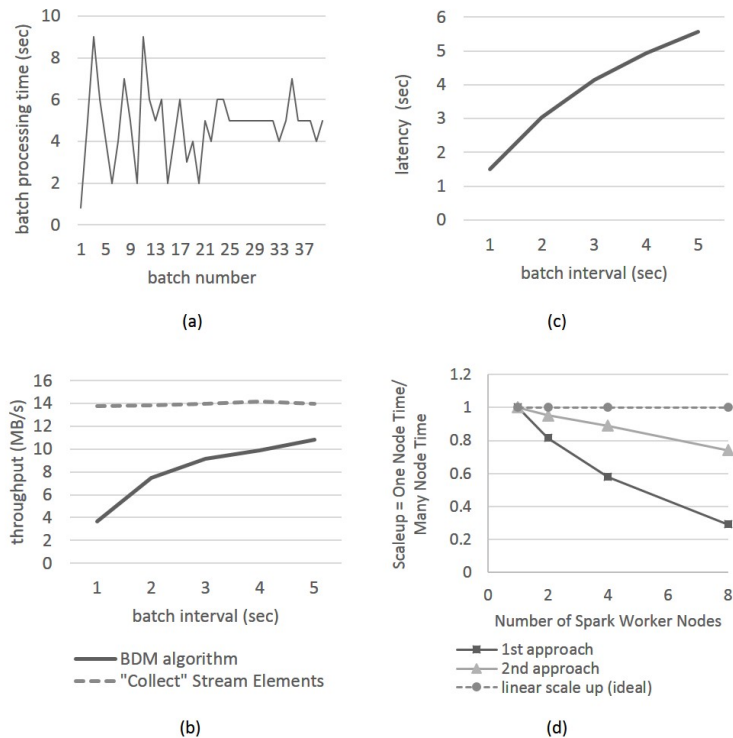 10
8
6
4
2
0
1 5 9 13 17 21 25 29 33 37
batch processing time (sec)
batch number
(a)
6
5
4
3
2
1
0
1 2 3 4 5
latency (sec)
batch interval (sec)
(c)
16
14
12
10
8
6
4
2
0
1 2 3 4 5
throughput (MB/s)
batch interval (sec)
BDM algorithm
"Collect" Stream Elements
(b)
1.2
1
0.8
0.6
0.4
0.2
0
0 2 4 6 8
Scaleup = One Node Time/
Many Node Time
Number of Spark Worker Nodes
1st approach
2nd approach
linear scale up (ideal)
(d)